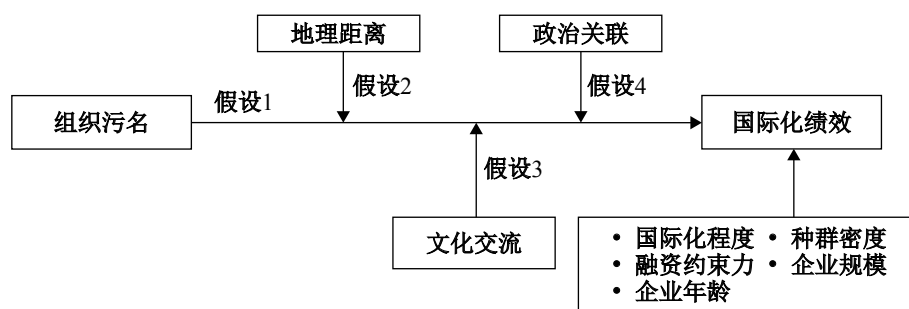 地理距离
政治关联
假设1
假设2
假设4
组织污名
国际化绩效
假设3
文化交流
• 国际化程度 • 种群密度
• 融资约束力 • 企业规模
• 企业年龄